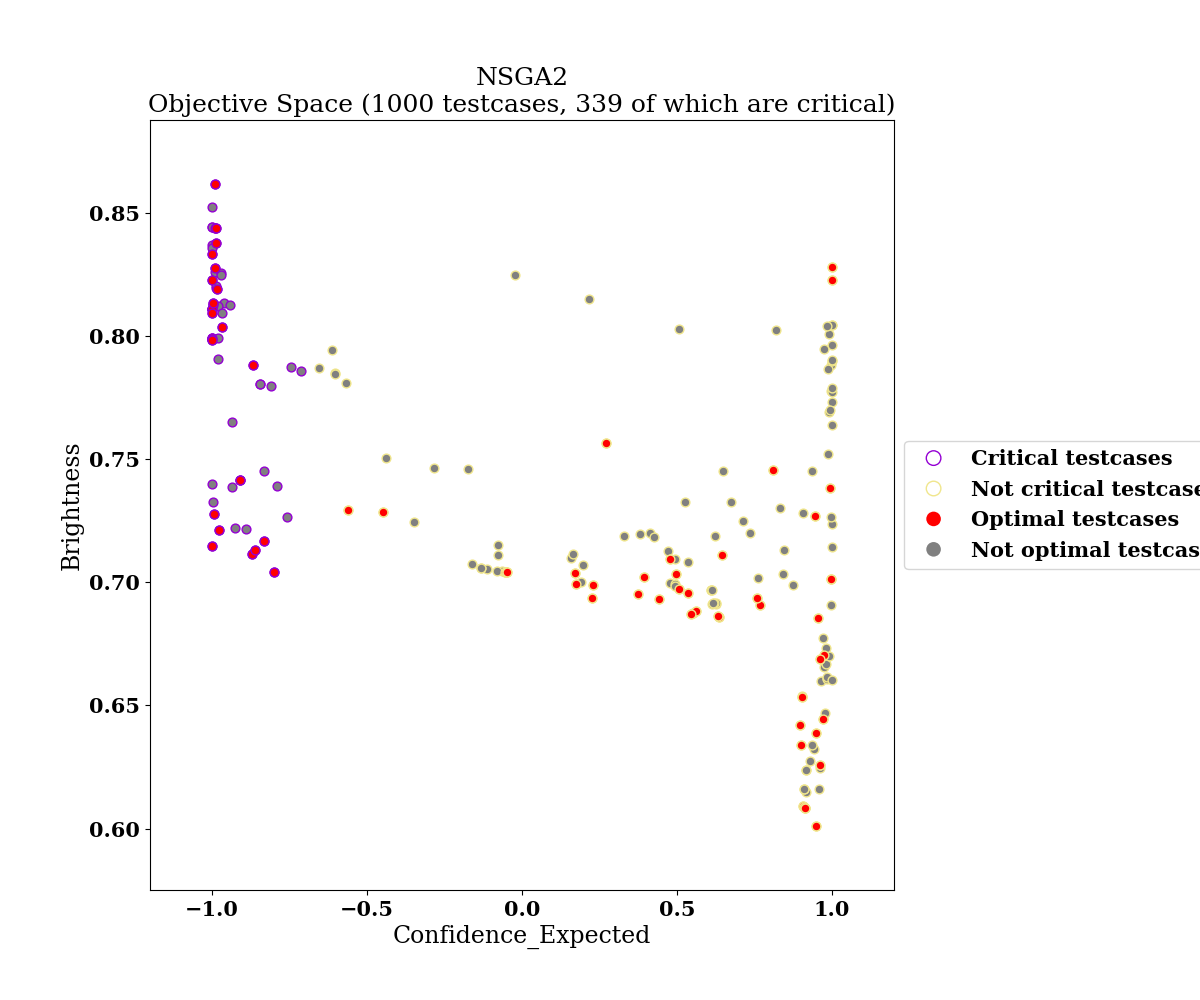 NSGA2
Objective Space (1000 testcases, 339 of which are critical)
0.85
0.80
0.75
0.70
0.65
0.60
Brightness
−1.0
−0.5
0.0
0.5
1.0
Confidence_Expected
Critical testcases
Not critical testcase
Optimal testcases
Not optimal testcas